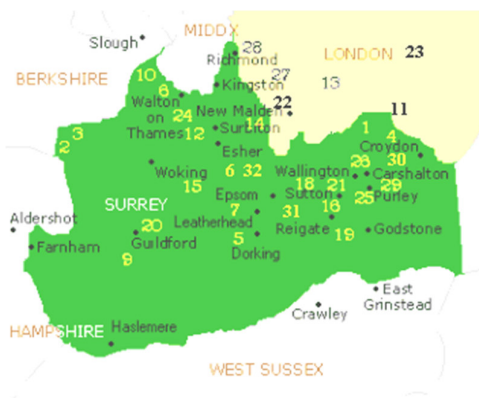 MIDDX
Slough
28
Richmond
LONDON 23
BERKSHIRE
10
27
13
6
Kingston
Walton
on
Thames
24
12
New Malden
22
14
11
Surbiton
1
4
3
2
Esher
Croydon
Woking
6 32
Wallington
26
30
Carshalton
15
18
21
29
SURREY
Epsom
Sutton
25
Purley
7
31
16
Aldershot
20
Leatherhead
Reigate
19
Godstone
Farnham
Guildford
5
Dorking
9
East
Grinstead
Crawley
HAMPSHIRE
Haslemere
WEST SUSSEX